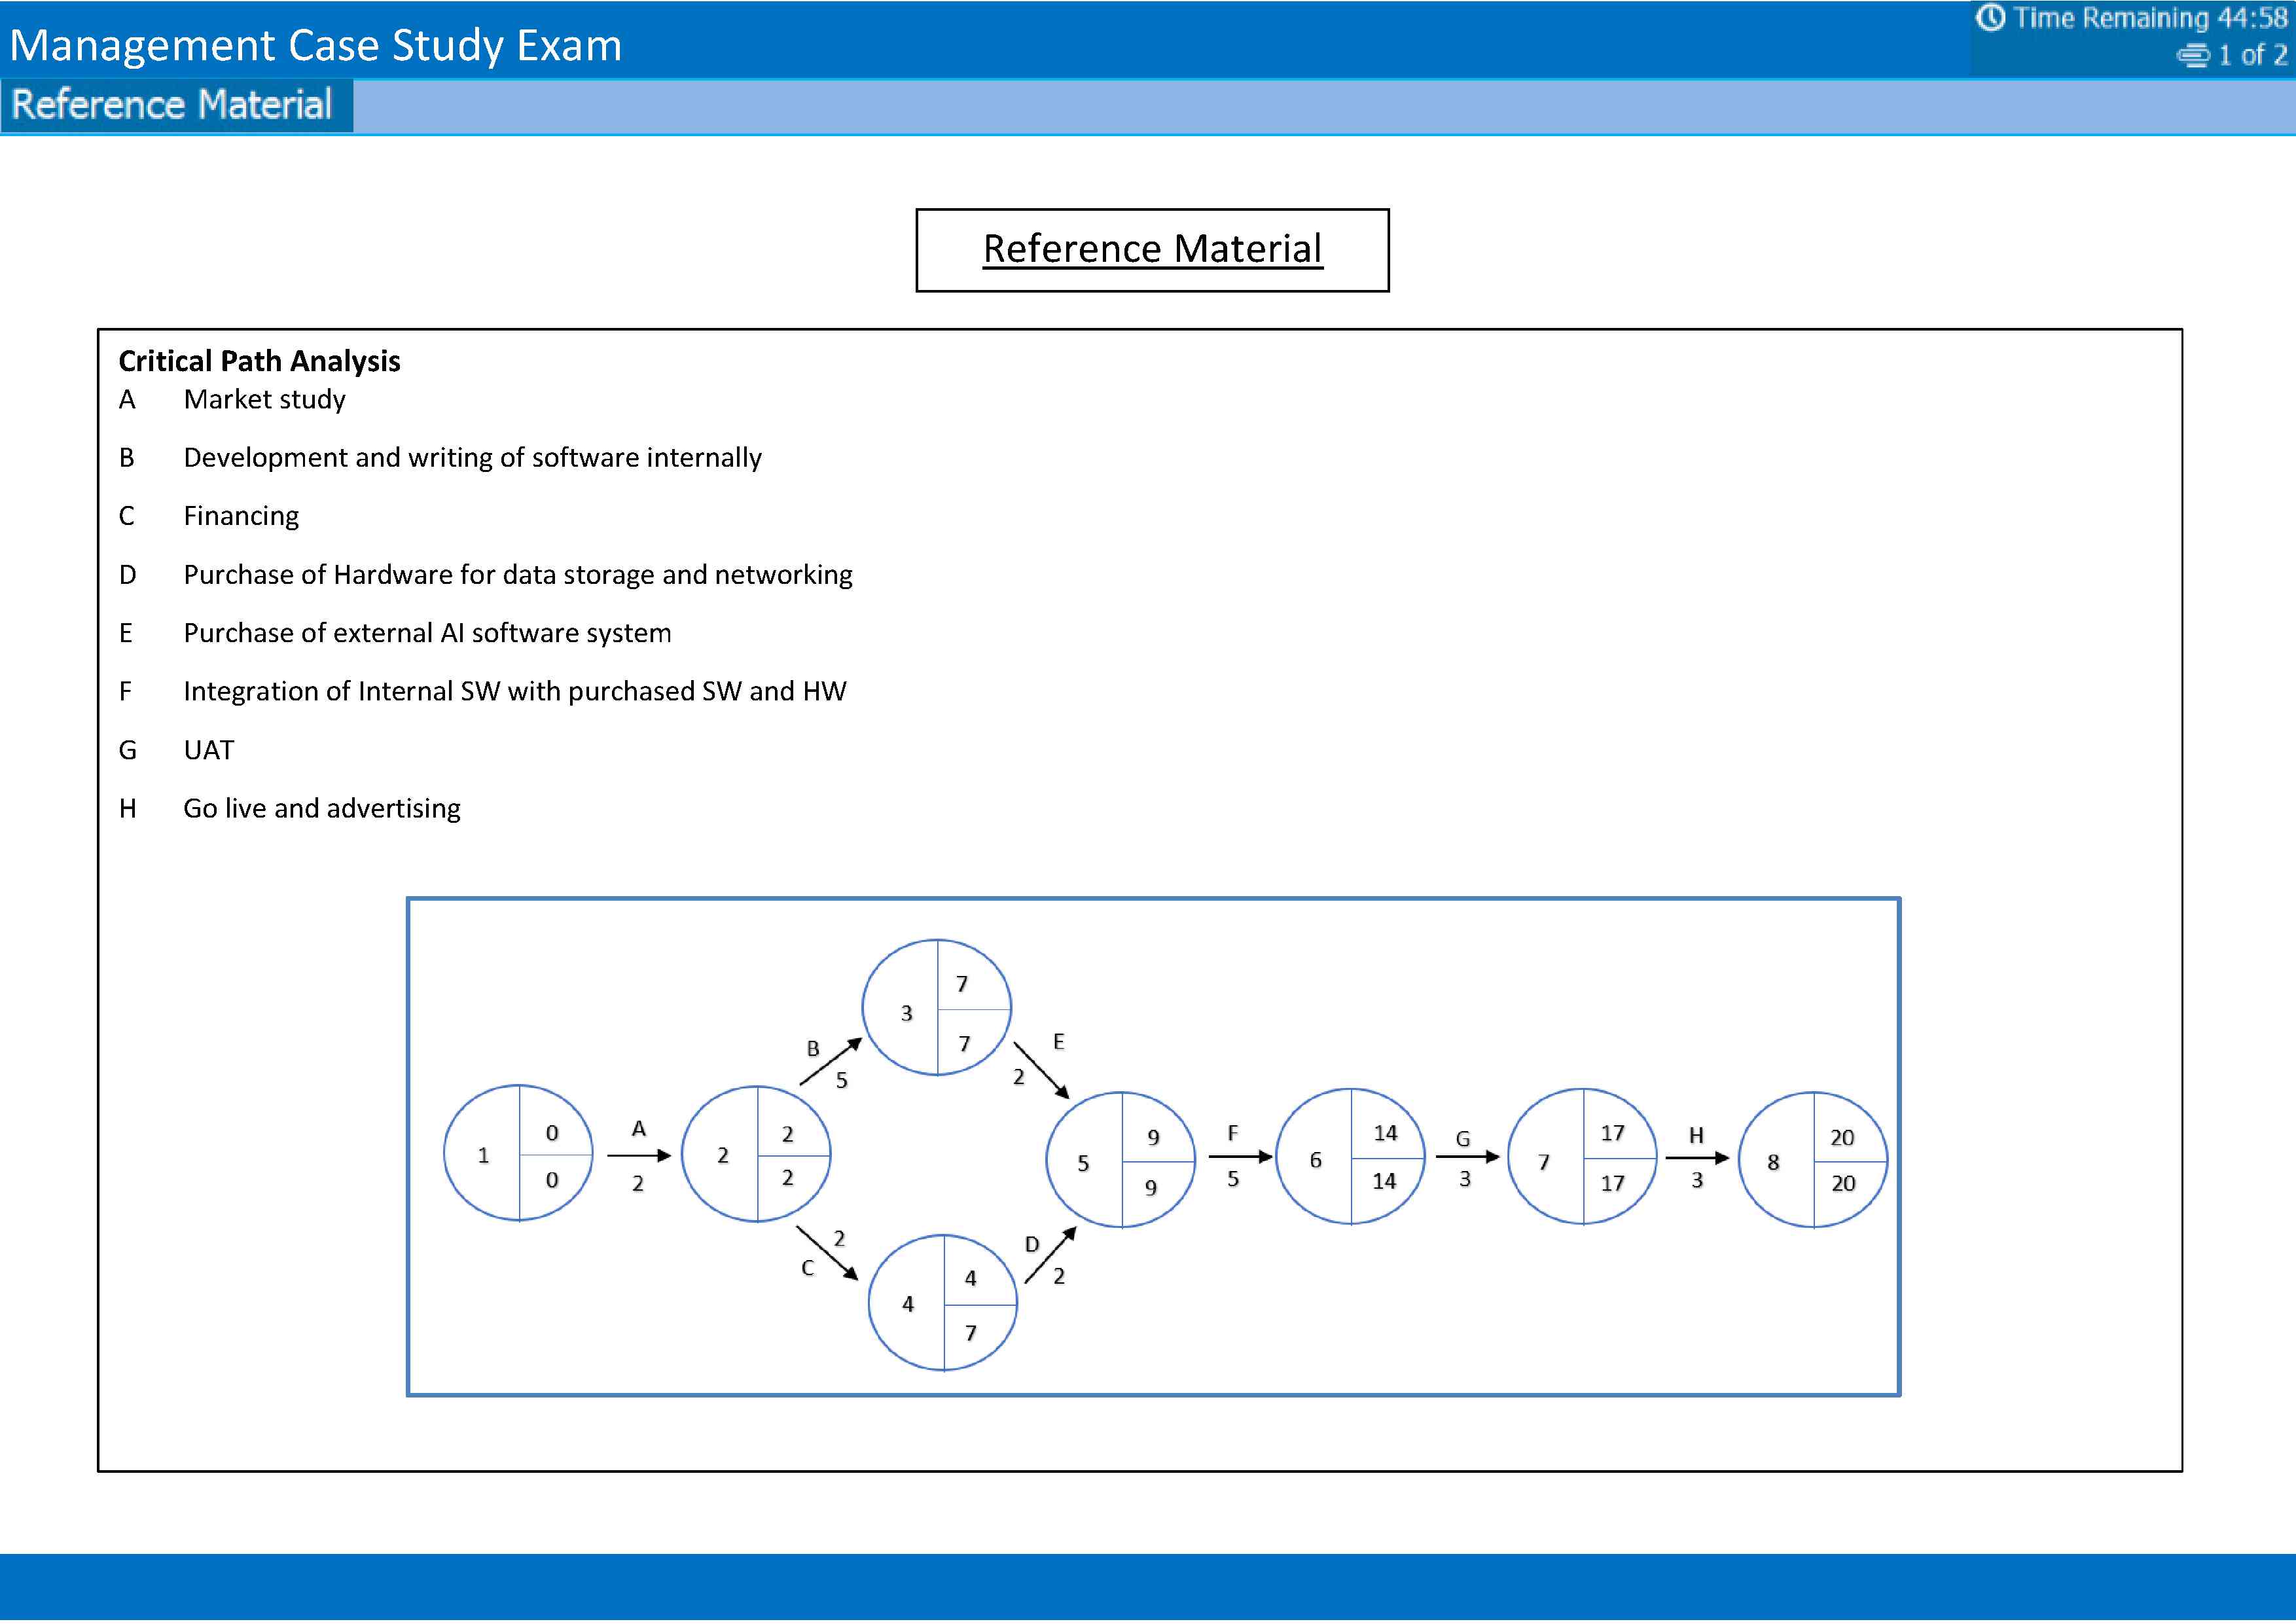 Management Case Study Exam
Time Remaining 44:58
1 of 2
Reference Material
Reference Material
Critical Path Analysis
A Market study
B Development and writing of software internally
C Financing
D Purchase of Hardware for data storage and networking
E Purchase of external AI software system
F Integration of Internal SW with purchased SW and HW
G UAT
H Go live and advertising
3 7 7
B 5
E 2
1 0 0
A 2
2 2 2
5 9 9
F 5
6 14 14
G 3
7 17 17
H 3
8 20 20
2 C
D 2
4 4 7